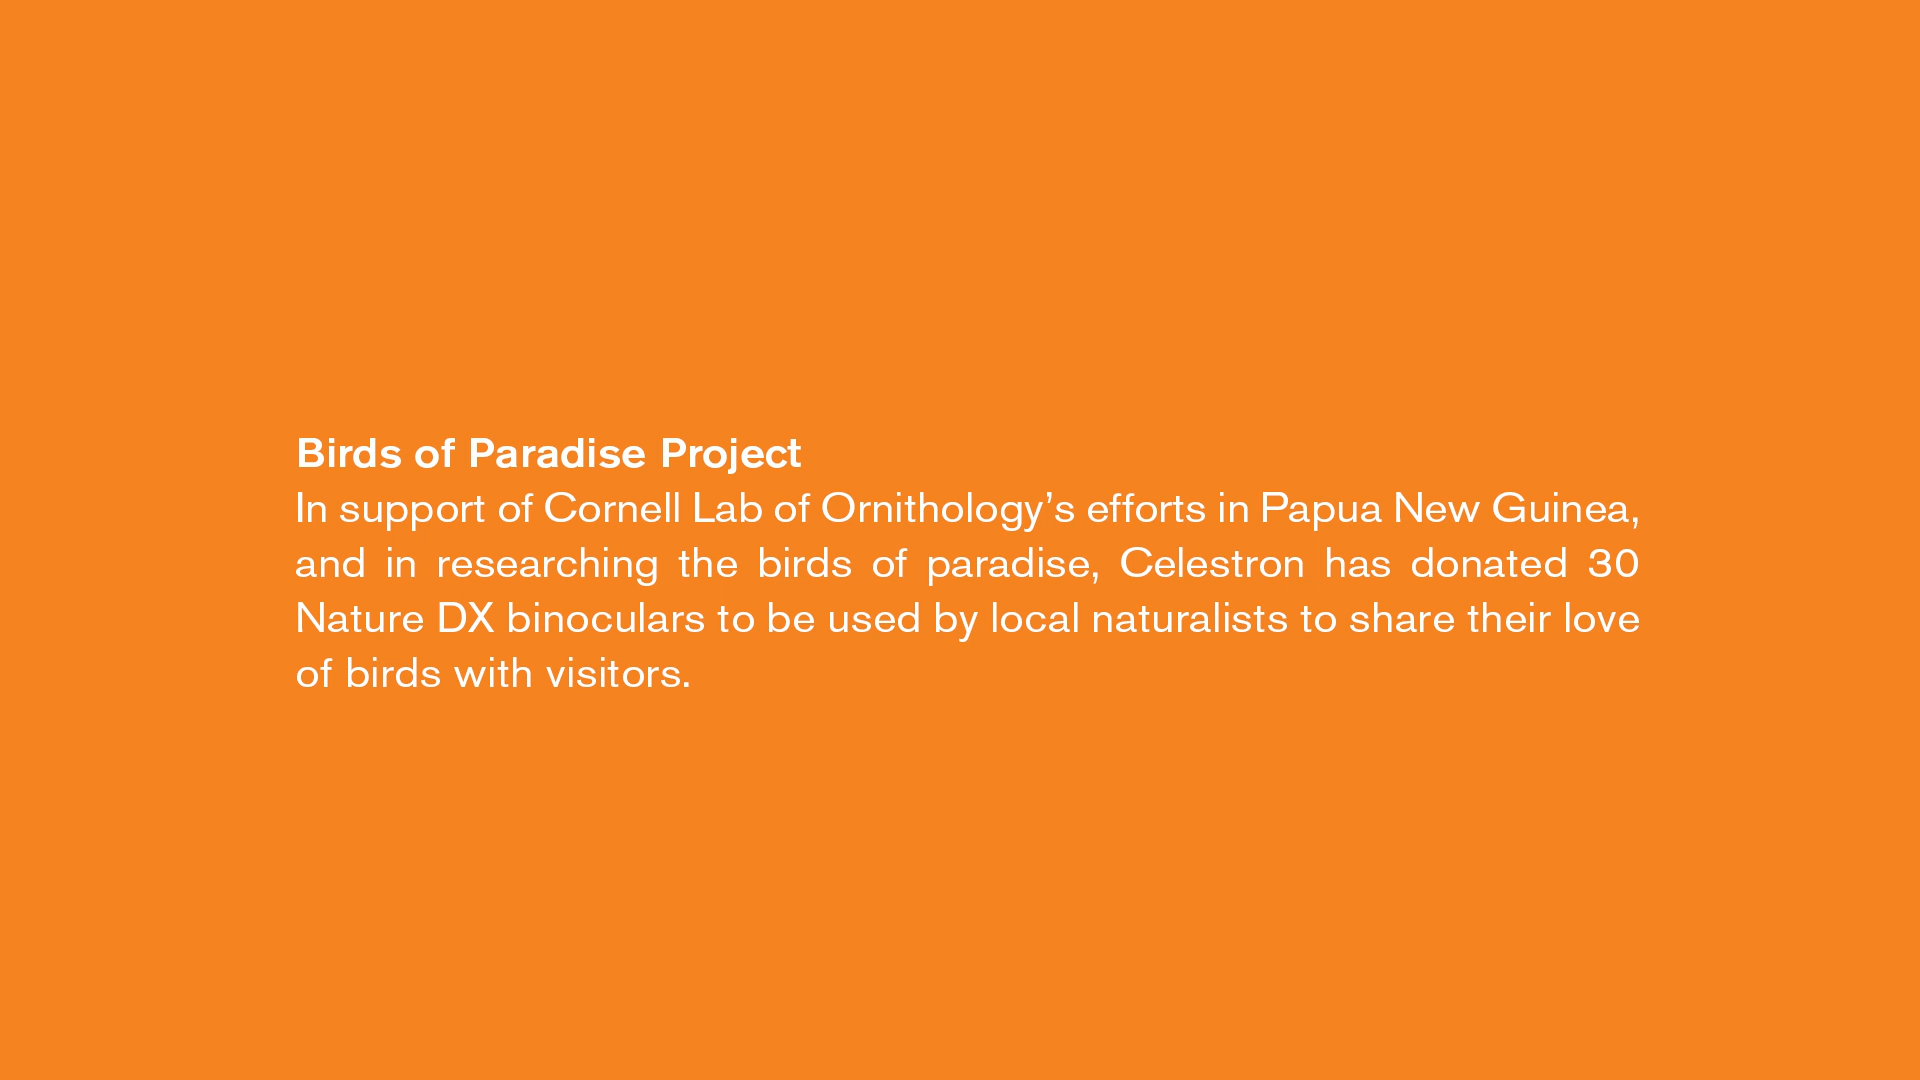 Birds of Paradise Project
In support of Cornell Lab of Ornithology’s efforts in Papua New Guinea,
and in researching the birds of paradise, Celestron has donated 30
Nature DX binoculars to be used by local naturalists to share their love
of birds with visitors.